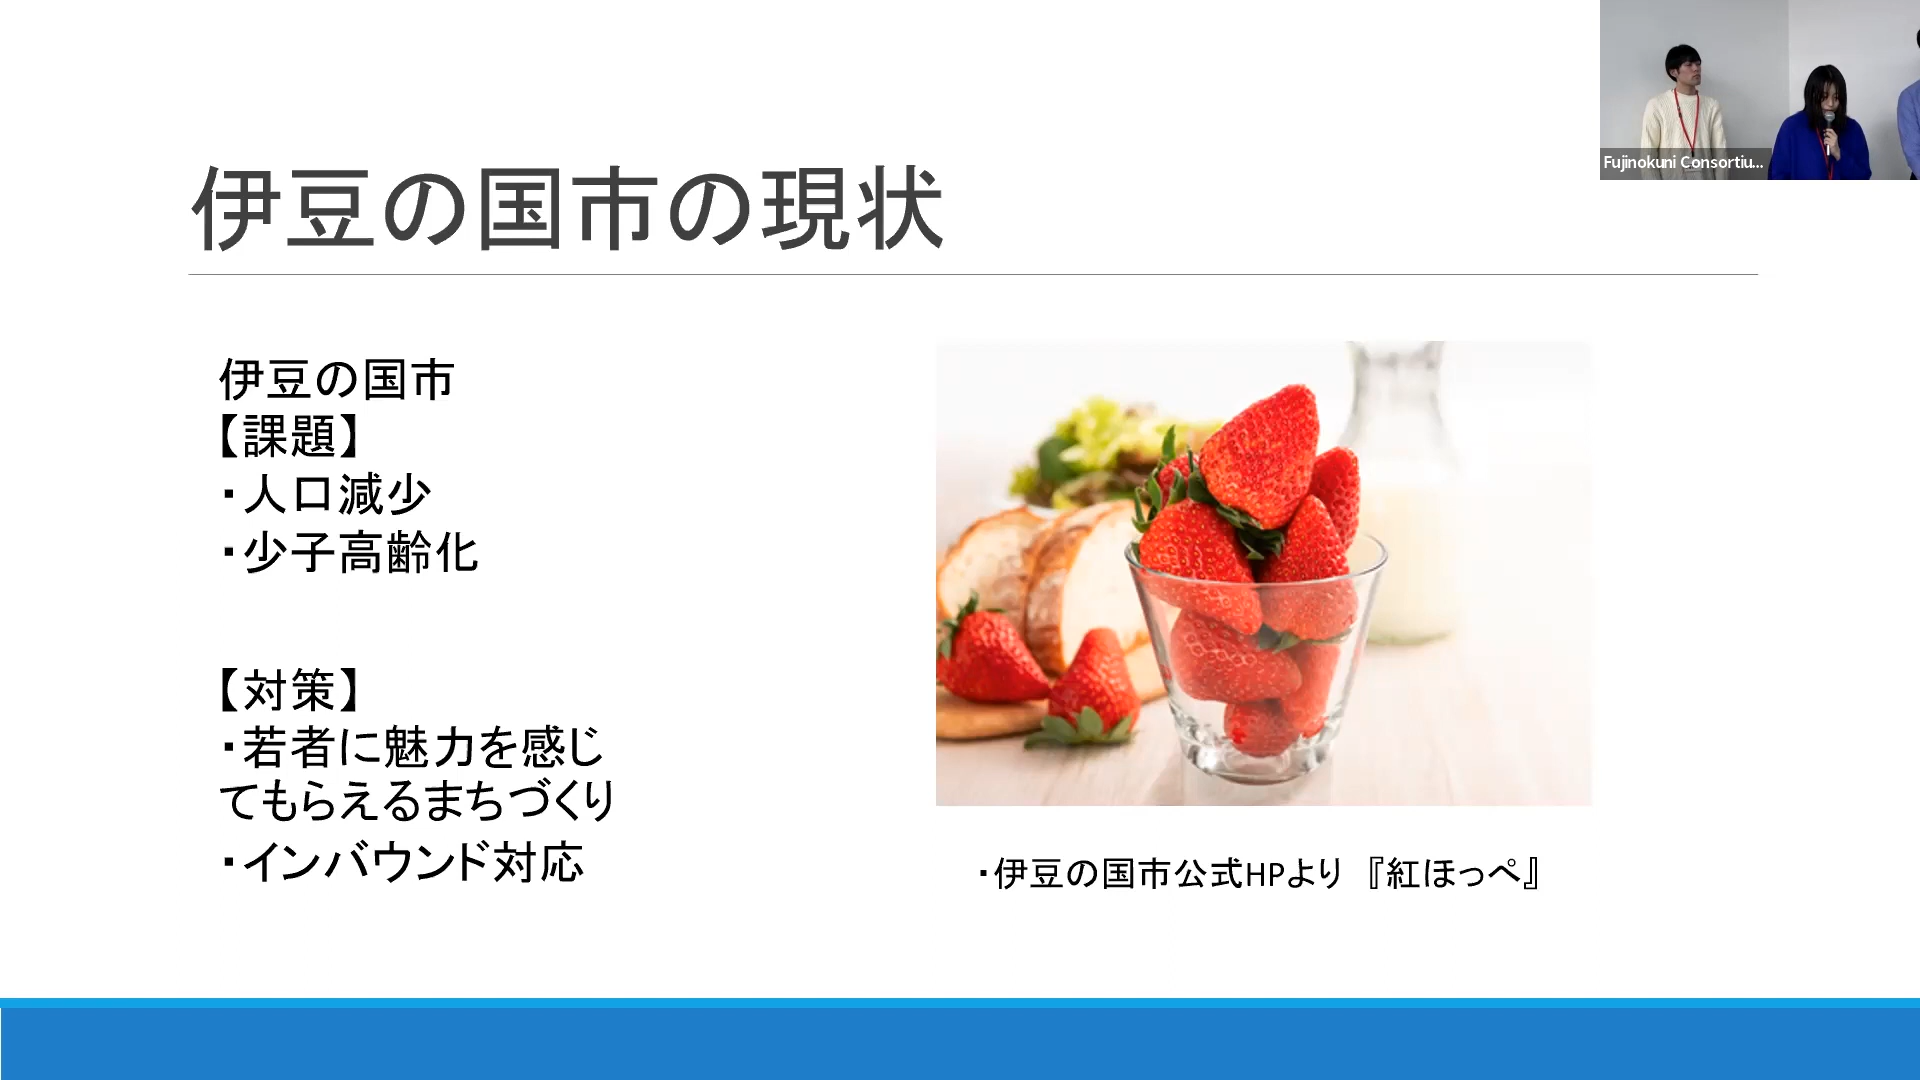 Fujinokuni Consortiu...
伊豆の国市の現状
伊豆の国市
【課題】
・人口減少
・少子高齢化
【対策】
・若者に魅力を感じ
てもらえるまちづくり
・インバウンド対応
・伊豆の国市公式HPより 『紅ほっぺ』